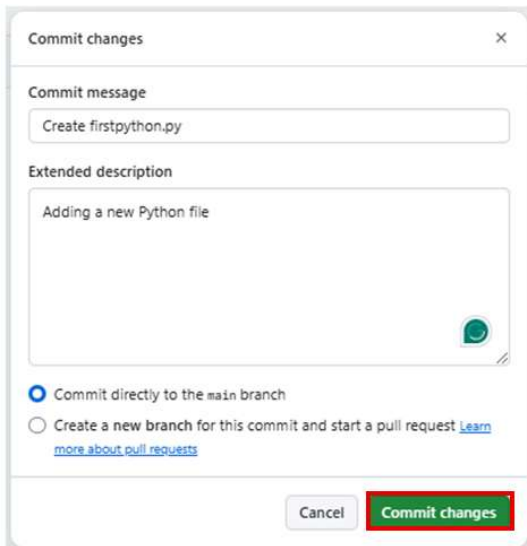 Commit changes
Commit message
Create firstpython.py
Extended description
Adding a new Python file
Commit directly to the main branch
Create a new branch for this commit and start a pull request Learn
more about pull requests
Cancel
Commit changes